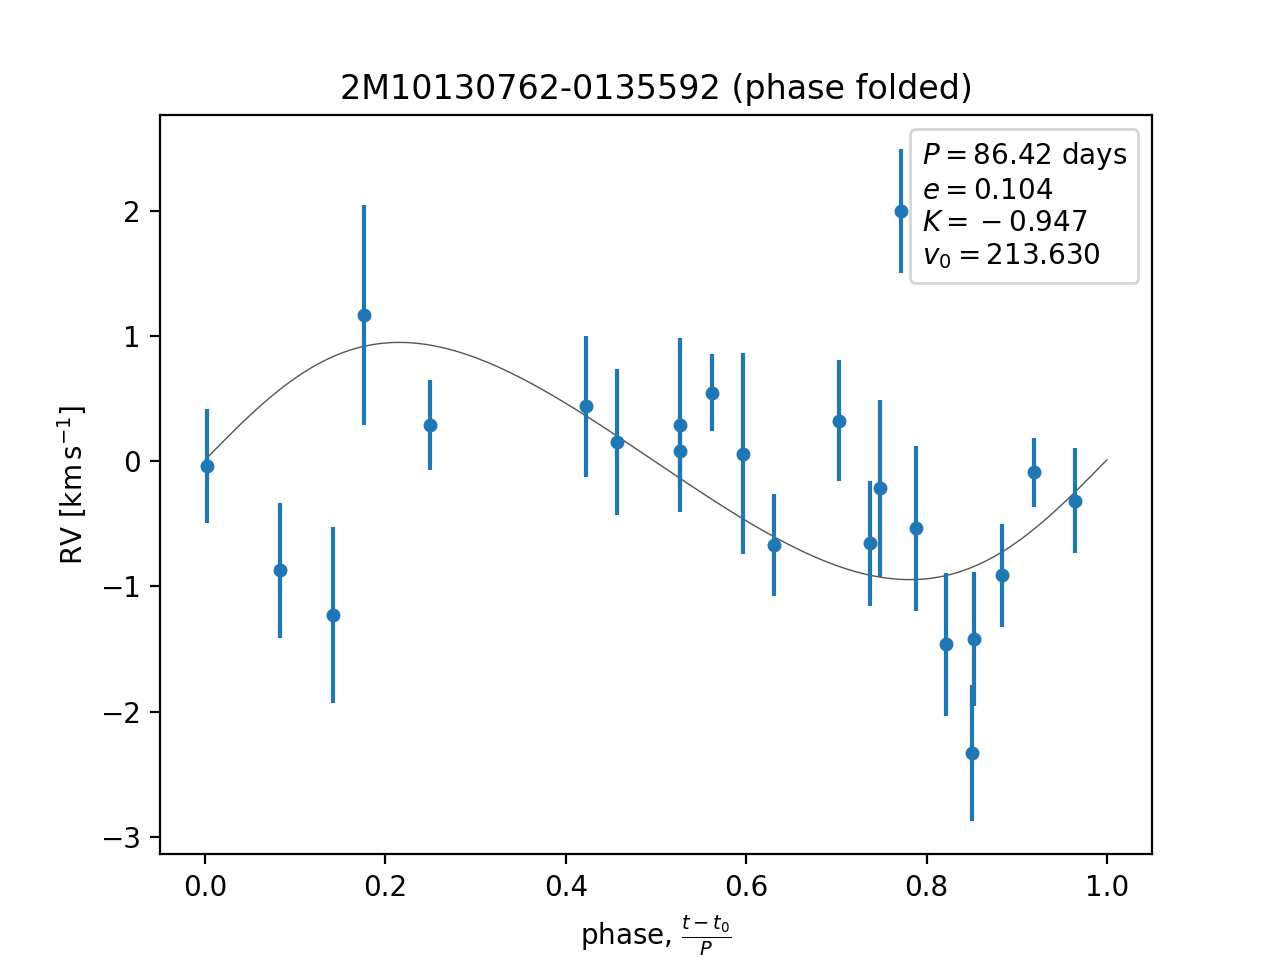 2M10130762-0135592 (phase folded)
P = 86.42 days
e = 0.104
K = −0.947
v₀ = 213.630
2
1
0
−1
−2
−3
RV [km s⁻¹]
0.0 0.2 0.4 0.6 0.8 1.0
phase, (t − t₀)/P